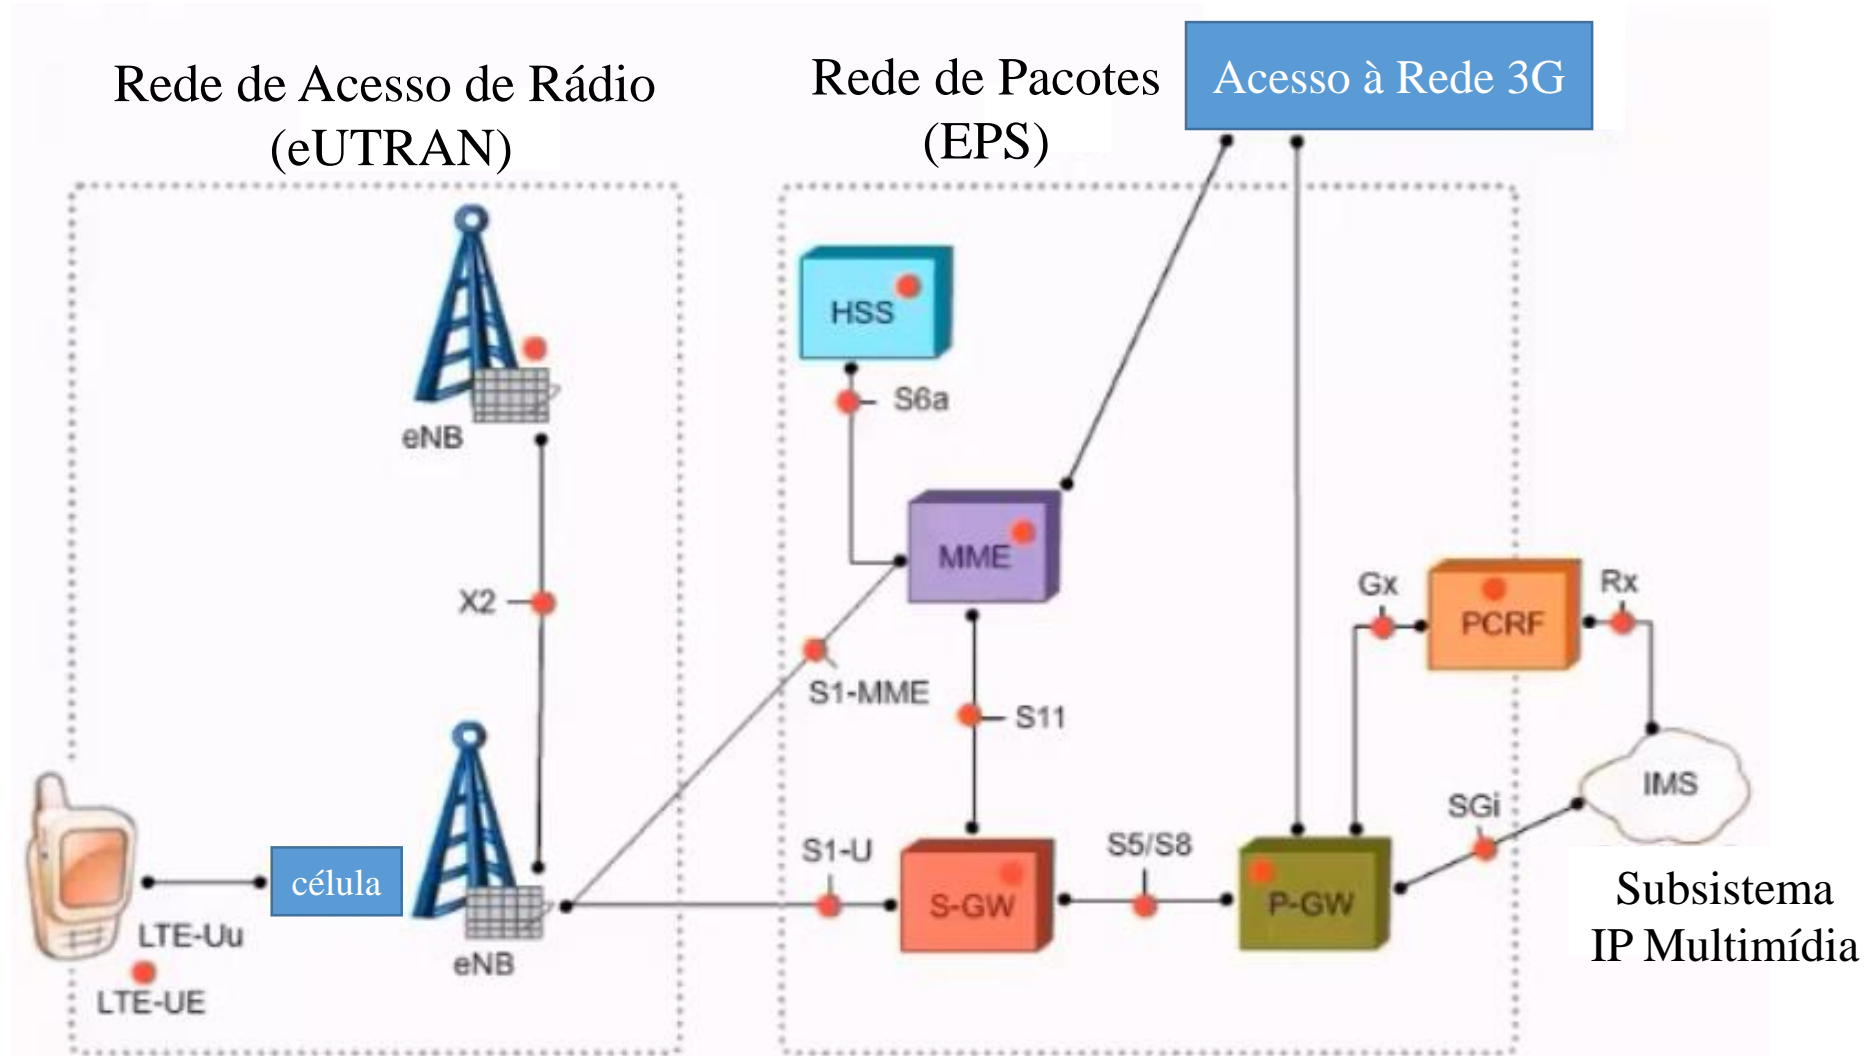 Rede de Acesso de Rádio
(eUTRAN)
Rede de Pacotes
(EPS)
Acesso à Rede 3G
HSS
S6a
eNB
MME
X2
S1-MME
S11
Gx
PCRF
Rx
IMS
SGi
S1-U
S-GW
S5/S8
P-GW
célula
LTE-Uu
eNB
LTE-UE
Subsistema
IP Multimídia